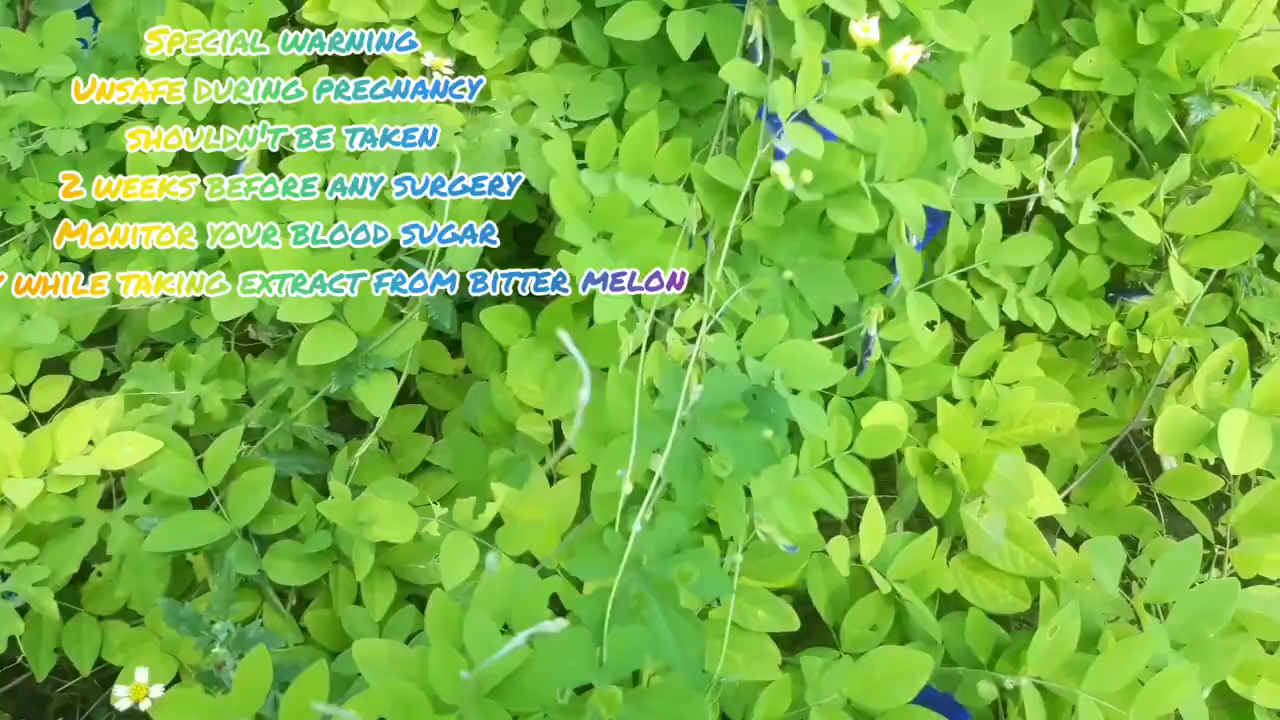 Special warning
Unsafe during pregnancy
shouldn't be taken
2 weeks before any surgery
Monitor your blood sugar
while taking extract from bitter melon